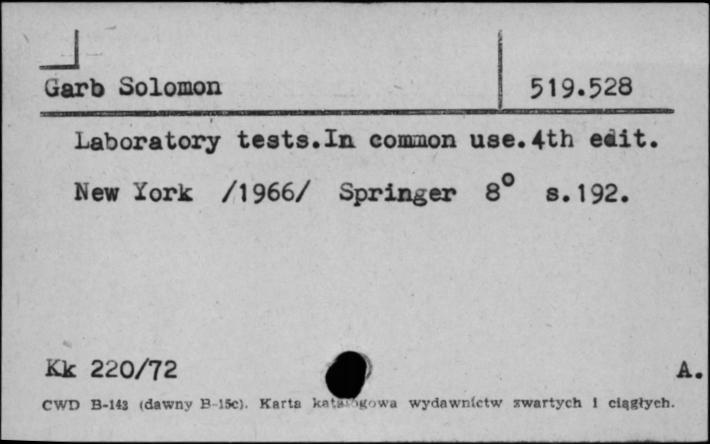 Garb Solomon 519.528
Laboratory tests.In common use.4th edit.
New York /1966/ Springer 8° s.192.
Kk 220/72 A.
CWD B-143 (dawny B-15c). Karta katalogowa wydawnictw zwartych i ciągłych.